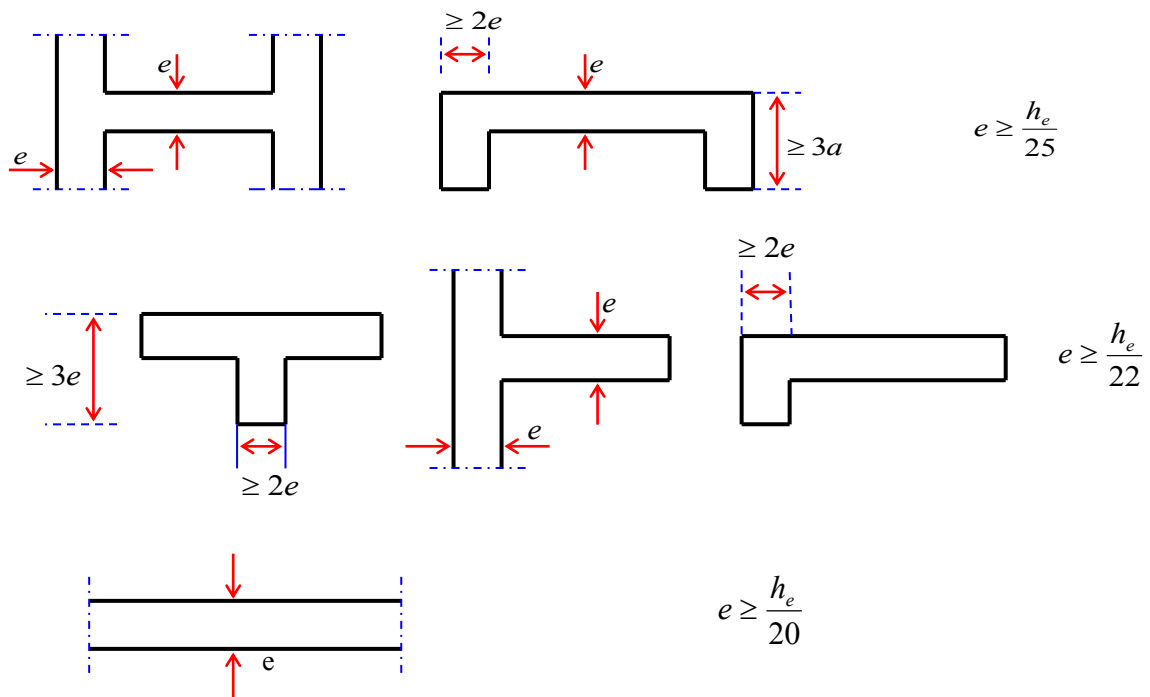 ≥ 2e
e
e
e
≥ 3a
e ≥ h_e/25
≥ 2e
e
≥ 3e
e
e ≥ h_e/22
≥ 2e
e
e ≥ h_e/20